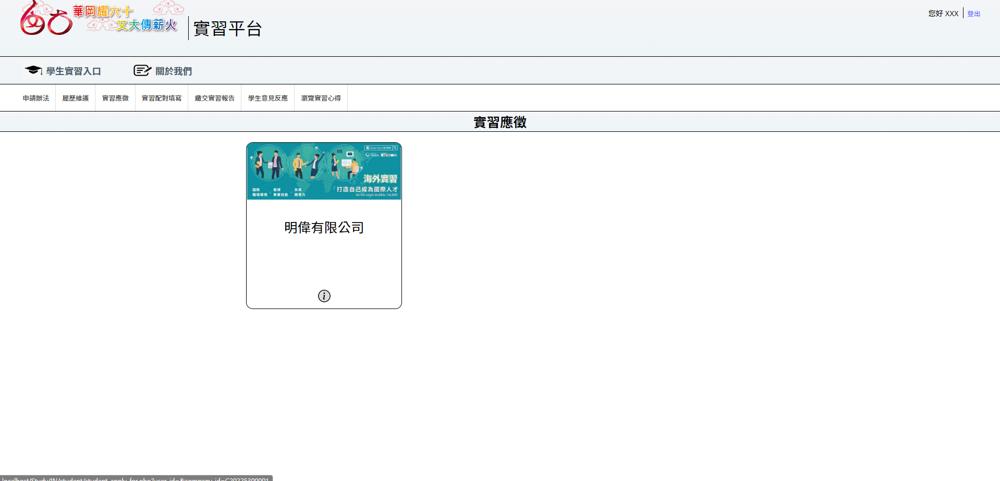 華岡耀六十
文大傳薪火
實習平台
您好 XXX
登出
學生實習入口
關於我們
申請辦法
履歷維護
實習應徵
實習配對填寫
繳交實習報告
學生意見反應
瀏覽實習心得
實習應徵
Global Talent 海外實習
海外實習
打造自己成為國際人才
Be the future GLOBAL TALENT
國際
職場環境
發揮
專業技能
未來
競爭力
明偉有限公司
i
localhost/Study/IN/student/student_apply_for.php?user_id=&company_id=C20225300001